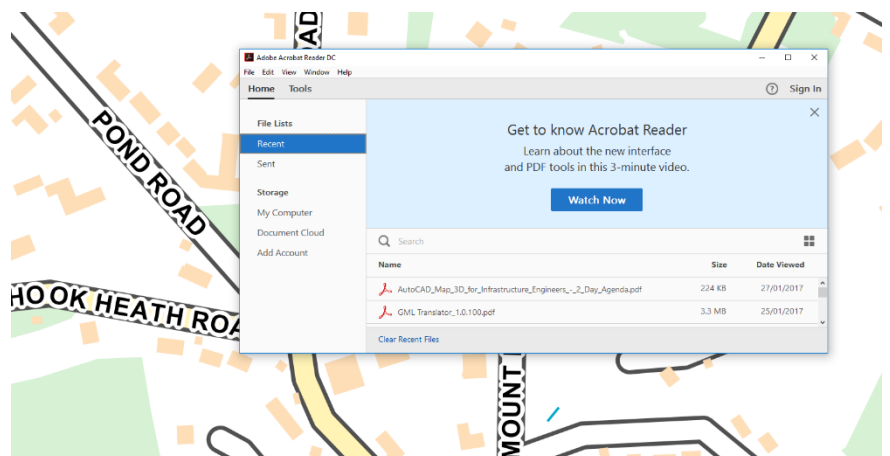 AD
Adobe Acrobat Reader DC
File Edit View Window Help
Home Tools
Sign In
File Lists
Recent
Sent
Storage
My Computer
Document Cloud
Add Account
Get to know Acrobat Reader
Learn about the new interface
and PDF tools in this 3-minute video.
Watch Now
Search
Name Size Date Viewed
AutoCAD_Map_3D_for_Infrastructure_Engineers_-_2_Day_Agenda.pdf 224 KB 27/01/2017
GML Translator_1.0.100.pdf 3.3 MB 25/01/2017
Clear Recent Files
POND ROAD
HOOK HEATH ROA
MOUNT